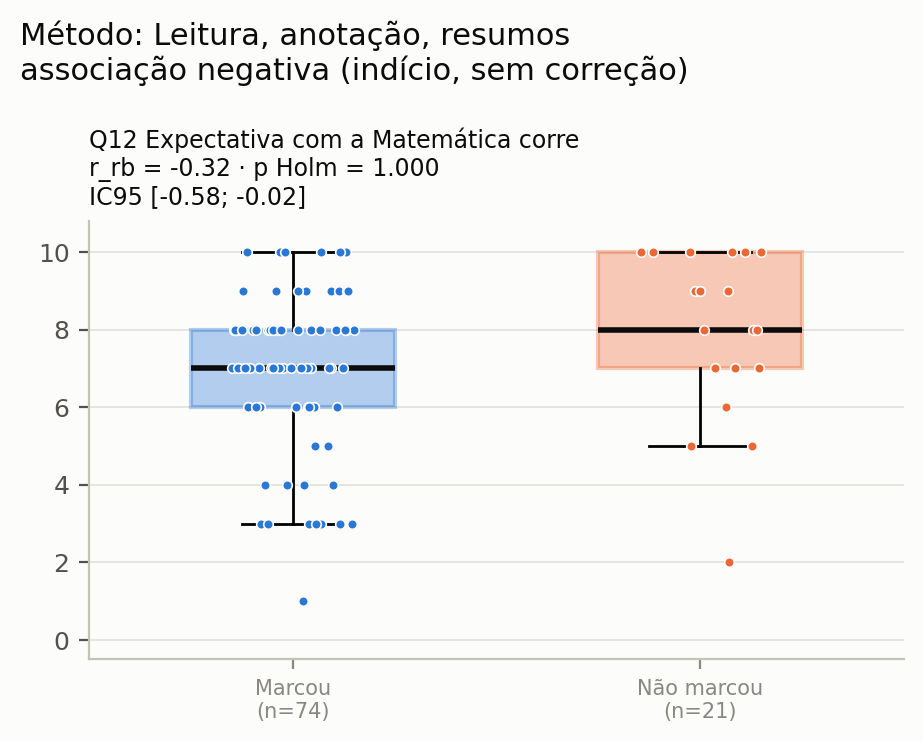 Método: Leitura, anotação, resumos
associação negativa (indício, sem correção)
Q12 Expectativa com a Matemática corre
r_rb = -0.32 · p Holm = 1.000
IC95 [-0.58; -0.02]
10
8
6
4
2
0
Marcou
(n=74)
Não marcou
(n=21)